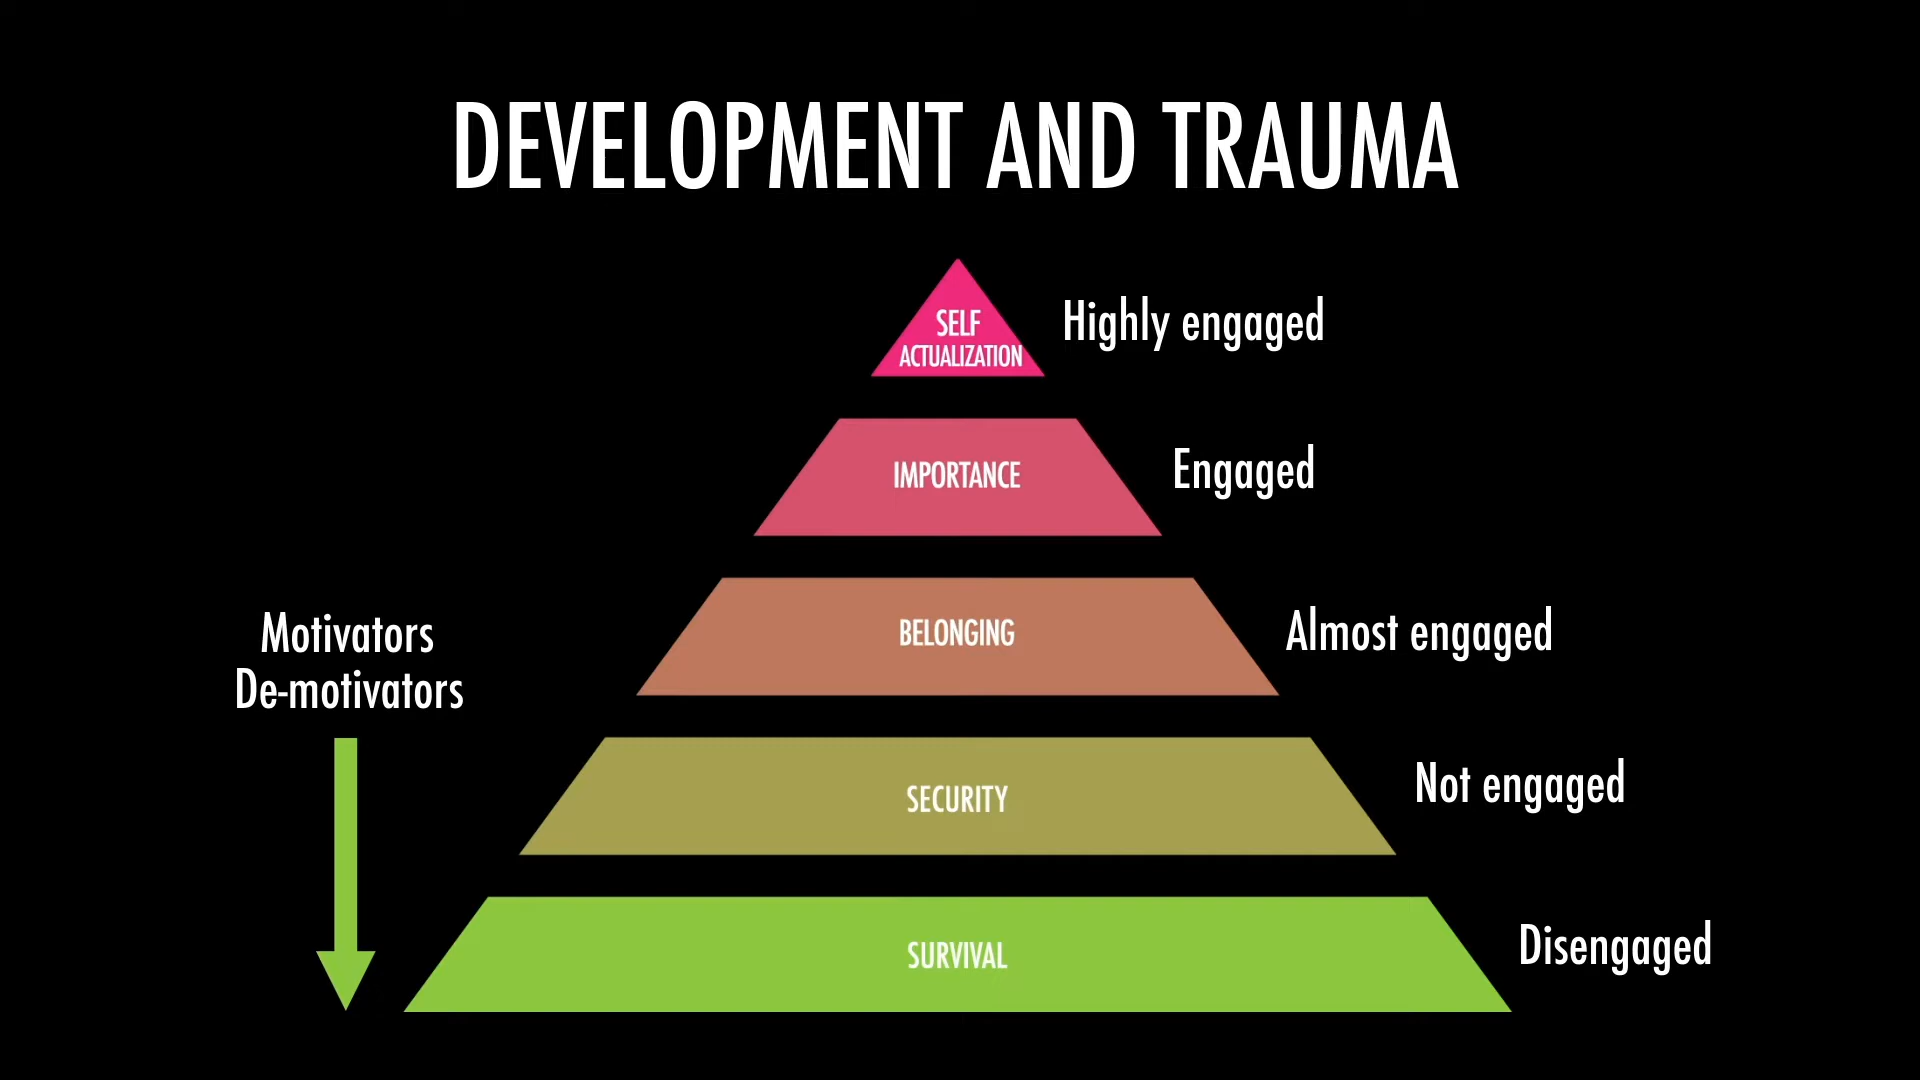 DEVELOPMENT AND TRAUMA
SELF
ACTUALIZATION
Highly engaged
IMPORTANCE
Engaged
BELONGING
Almost engaged
Motivators
De-motivators
SECURITY
Not engaged
SURVIVAL
Disengaged